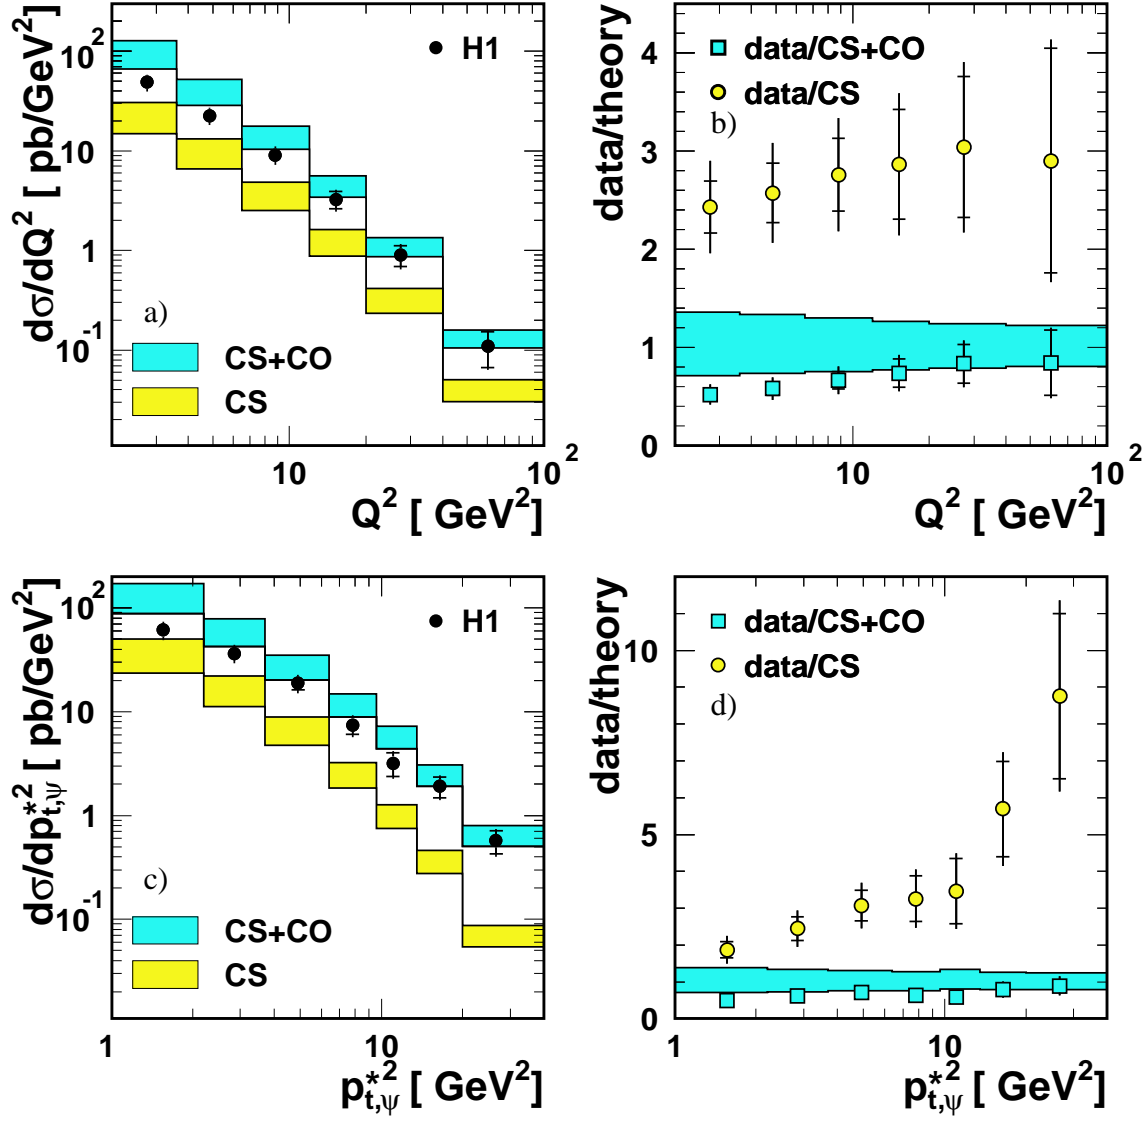 dσ/dQ² [ pb/GeV²]
10²
10
1
10⁻¹
H1
a)
CS+CO
CS
10
10²
Q² [ GeV²]
data/theory
4
3
2
1
0
data/CS+CO
data/CS
b)
10
10²
Q² [ GeV²]
dσ/dp*²t,ψ [ pb/GeV²]
10²
10
1
10⁻¹
H1
c)
CS+CO
CS
1
10
p*²t,ψ [ GeV²]
data/theory
10
5
0
data/CS+CO
data/CS
d)
1
10
p*²t,ψ [ GeV²]